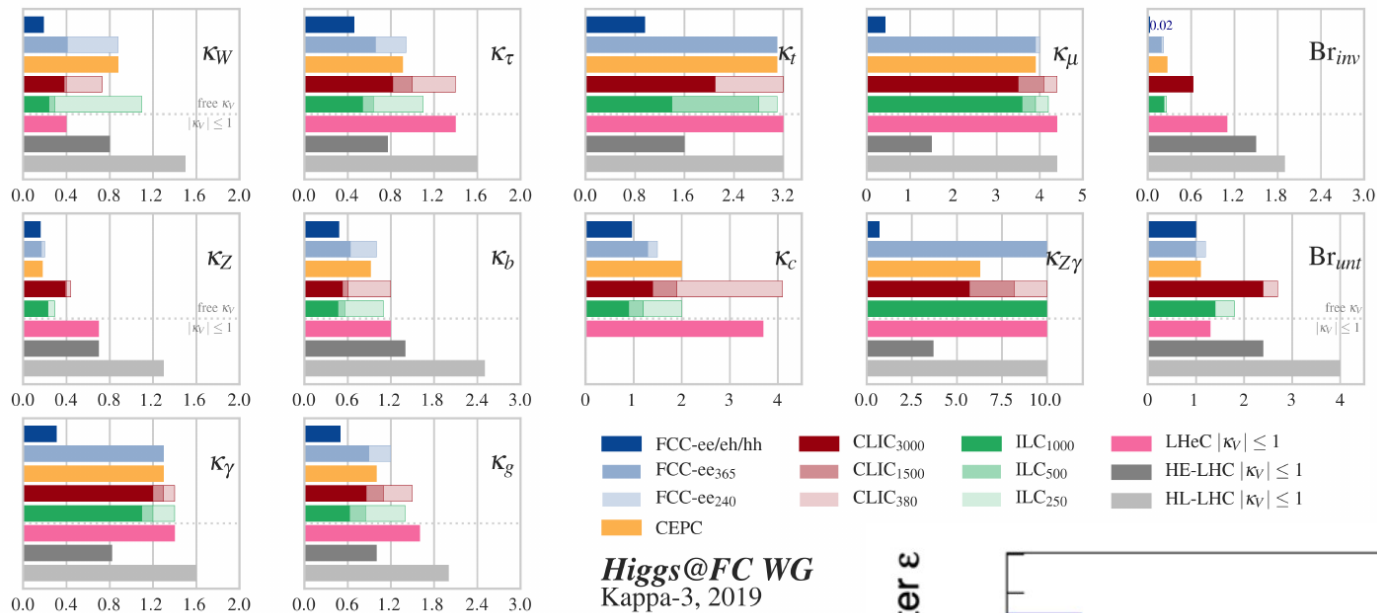 κW
free κV
|κV| ≤ 1
0.0 0.4 0.8 1.2 1.6 2.0
κτ
0.0 0.6 1.2 1.8 2.4 3.0
κt
0.0 0.8 1.6 2.4 3.2
κμ
0 1 2 3 4 5
0.02
Brinv
0.0 0.6 1.2 2.4 3.0
κZ
free κV
|κV| ≤ 1
0.0 0.4 0.8 1.2 1.6 2.0
κb
0.0 0.6 1.2 1.8 2.4 3.0
κc
0 1 2 3 4
κZγ
0.0 2.5 5.0 7.5 10.0
Brunt
free κV
|κV| ≤ 1
0 1 2 3 4
κγ
0.0 0.4 0.8 1.2 1.6 2.0
κg
0.0 0.6 1.2 1.8 2.4 3.0
FCC-ee/eh/hh
FCC-ee365
FCC-ee240
CEPC
CLIC3000
CLIC1500
CLIC380
ILC1000
ILC500
ILC250
LHeC |κV| ≤ 1
HE-LHC |κV| ≤ 1
HL-LHC |κV| ≤ 1
Higgs@FC WG
Kappa-3, 2019
ter ε